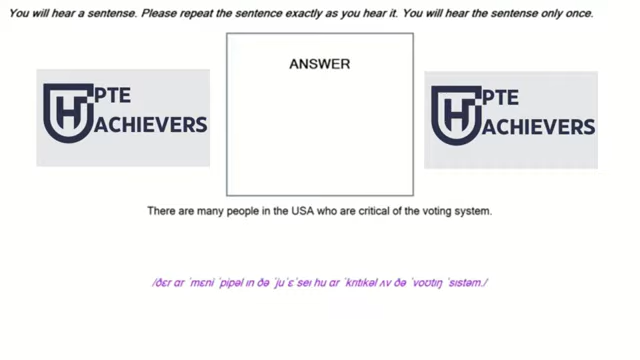 You will hear a sentence. Please repeat the sentence exactly as you hear it. You will hear the sentence only once.
ANSWER
H PTE
ACHIEVERS
H PTE
ACHIEVERS
There are many people in the USA who are critical of the voting system.
/ðɛr ɑr ˈmɛni ˈpipəl ɪn ðə ˈjuˈɛˈseɪ hu ɑr ˈkrɪtɪkəl ʌv ðə ˈvoʊtɪŋ ˈsɪstəm./